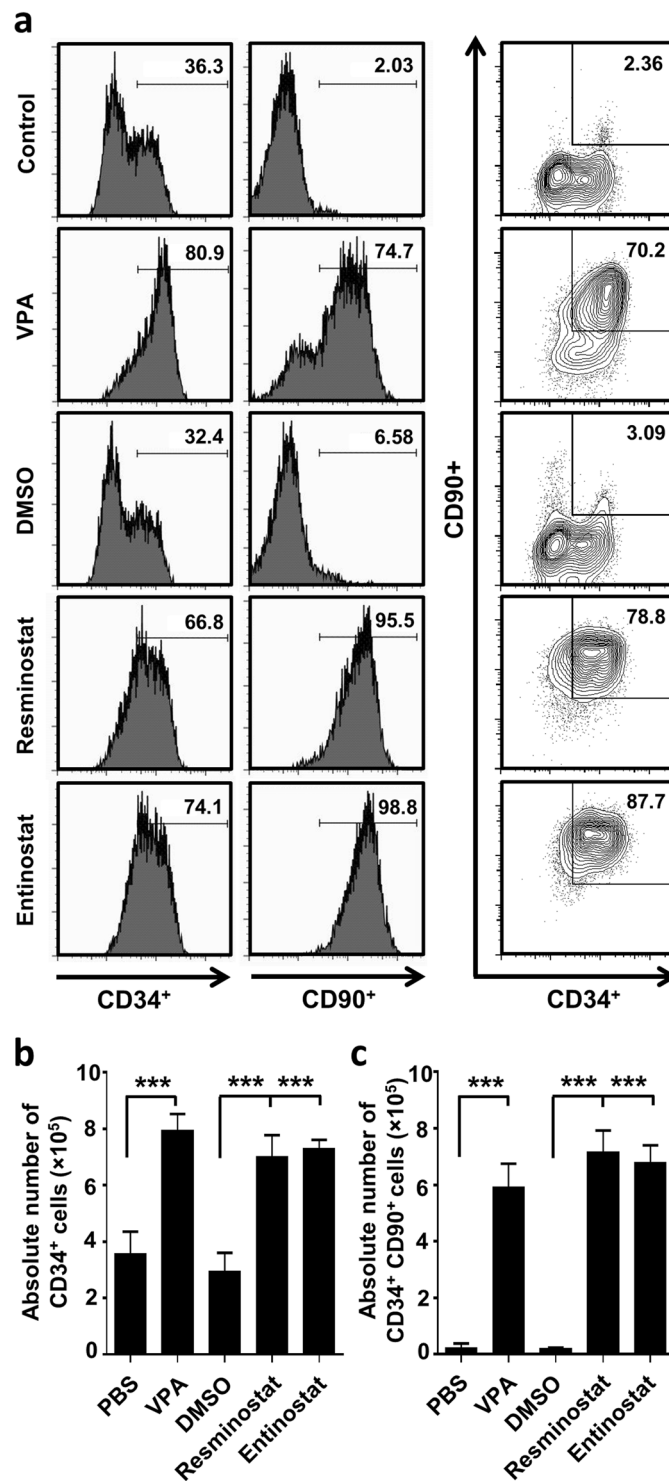 a
Control
36.3
2.03
2.36
VPA
80.9
74.7
70.2
DMSO
32.4
6.58
3.09
Resminostat
66.8
95.5
78.8
Entinostat
74.1
98.8
87.7
CD90+
CD34⁺
CD90⁺
CD34⁺
b
Absolute number of
CD34⁺ cells (×10⁵)
10
8
6
4
2
0
***
***
***
PBS
VPA
DMSO
Resminostat
Entinostat
c
Absolute number of
CD34⁺ CD90⁺ cells (×10⁵)
10
8
6
4
2
0
***
***
***
PBS
VPA
DMSO
Resminostat
Entinostat